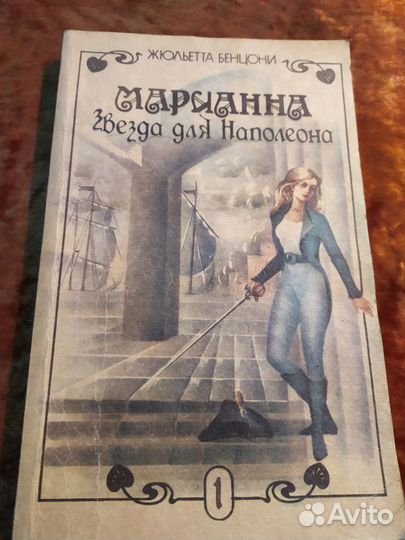 ЖЮЛЬЕТТА БЕНЦОНИ
МАРИАННА
Звезда для Наполеона
1
Avito